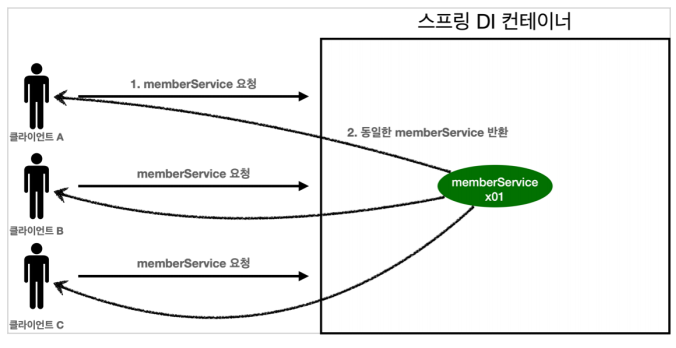 스프링 DI 컨테이너
1. memberService 요청
클라이언트 A
2. 동일한 memberService 반환
memberService 요청
memberService
x01
클라이언트 B
memberService 요청
클라이언트 C